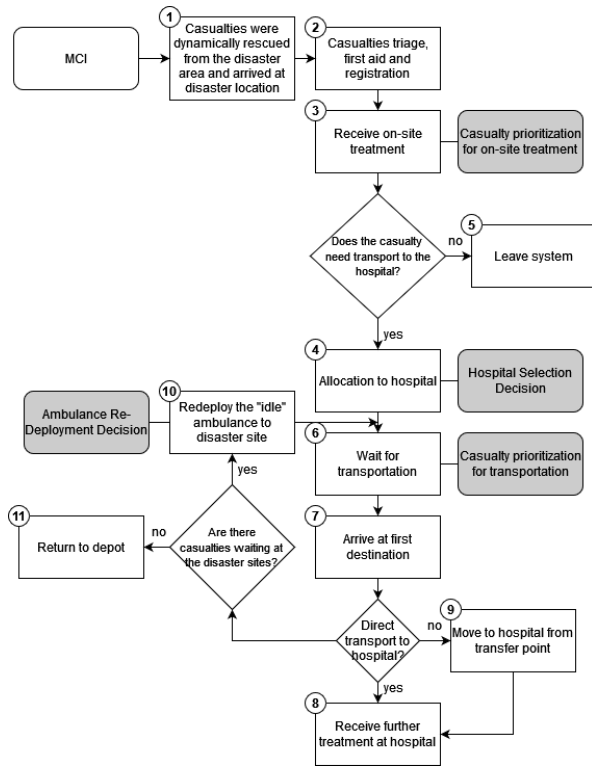 1
Casualties were
dynamically rescued
from the disaster
area and arrived at
disaster location
MCI
2
Casualties triage,
first aid and
registration
3
Receive on-site
treatment
Casualty prioritization
for on-site treatment
Does the casualty
need transport to the
hospital?
no
5
Leave system
yes
4
Allocation to hospital
Hospital Selection
Decision
10
Redeploy the "idle"
ambulance to
disaster site
Ambulance Re-
Deployment Decision
6
Wait for
transportation
Casualty prioritization
for transportation
yes
11
Return to depot
no
Are there
casualties waiting at
the disaster sites?
7
Arrive at first
destination
Direct
transport to
hospital?
no
9
Move to hospital from
transfer point
yes
8
Receive further
treatment at hospital